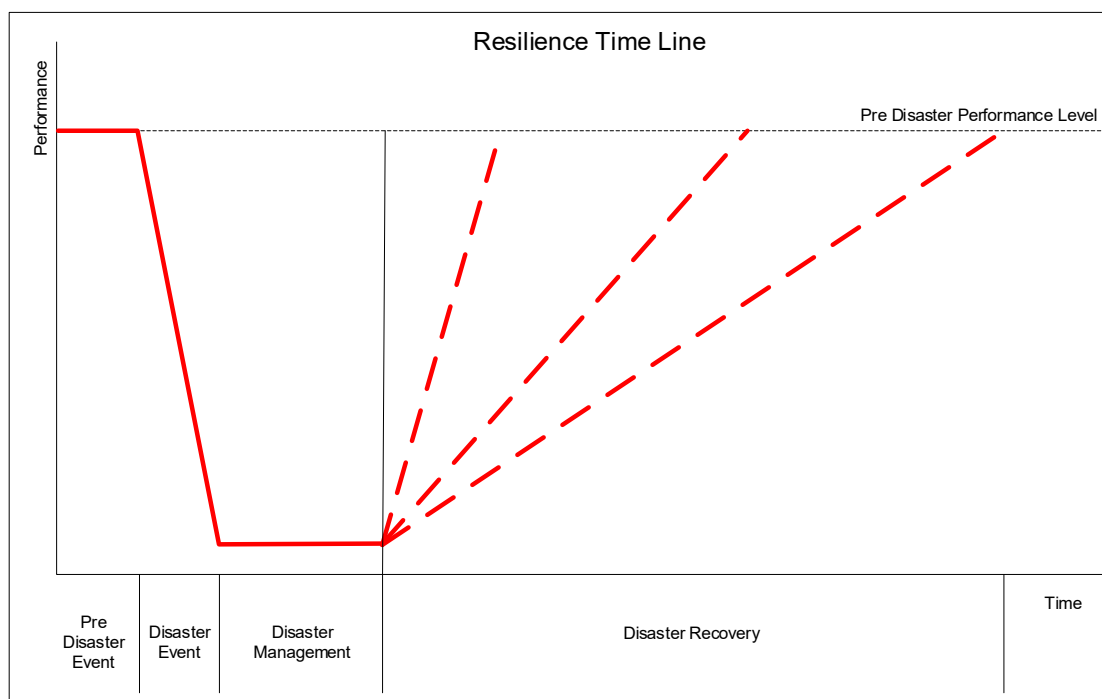 Resilience Time Line
Performance
Pre Disaster Performance Level
Time
Pre
Disaster
Event
Disaster
Event
Disaster
Management
Disaster Recovery